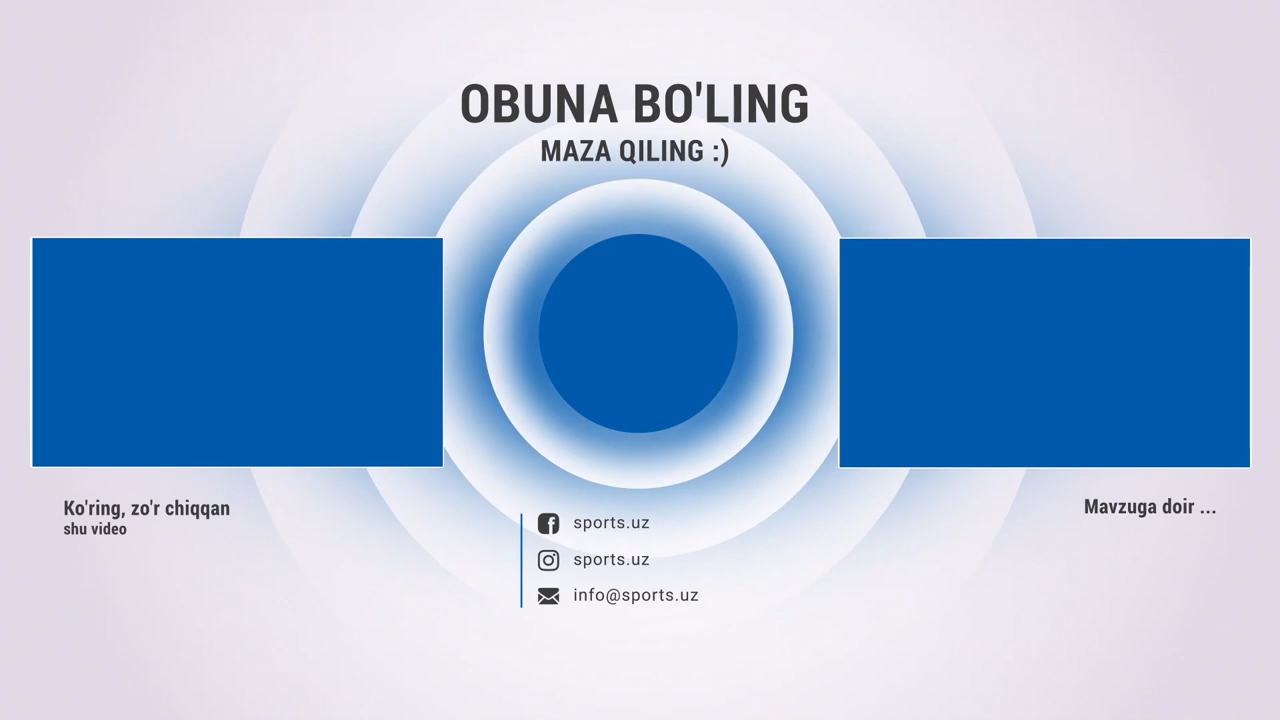 OBUNA BO'LING
MAZA QILING :)
Ko'ring, zo'r chiqqan
shu video
Mavzuga doir ...
sports.uz
sports.uz
info@sports.uz